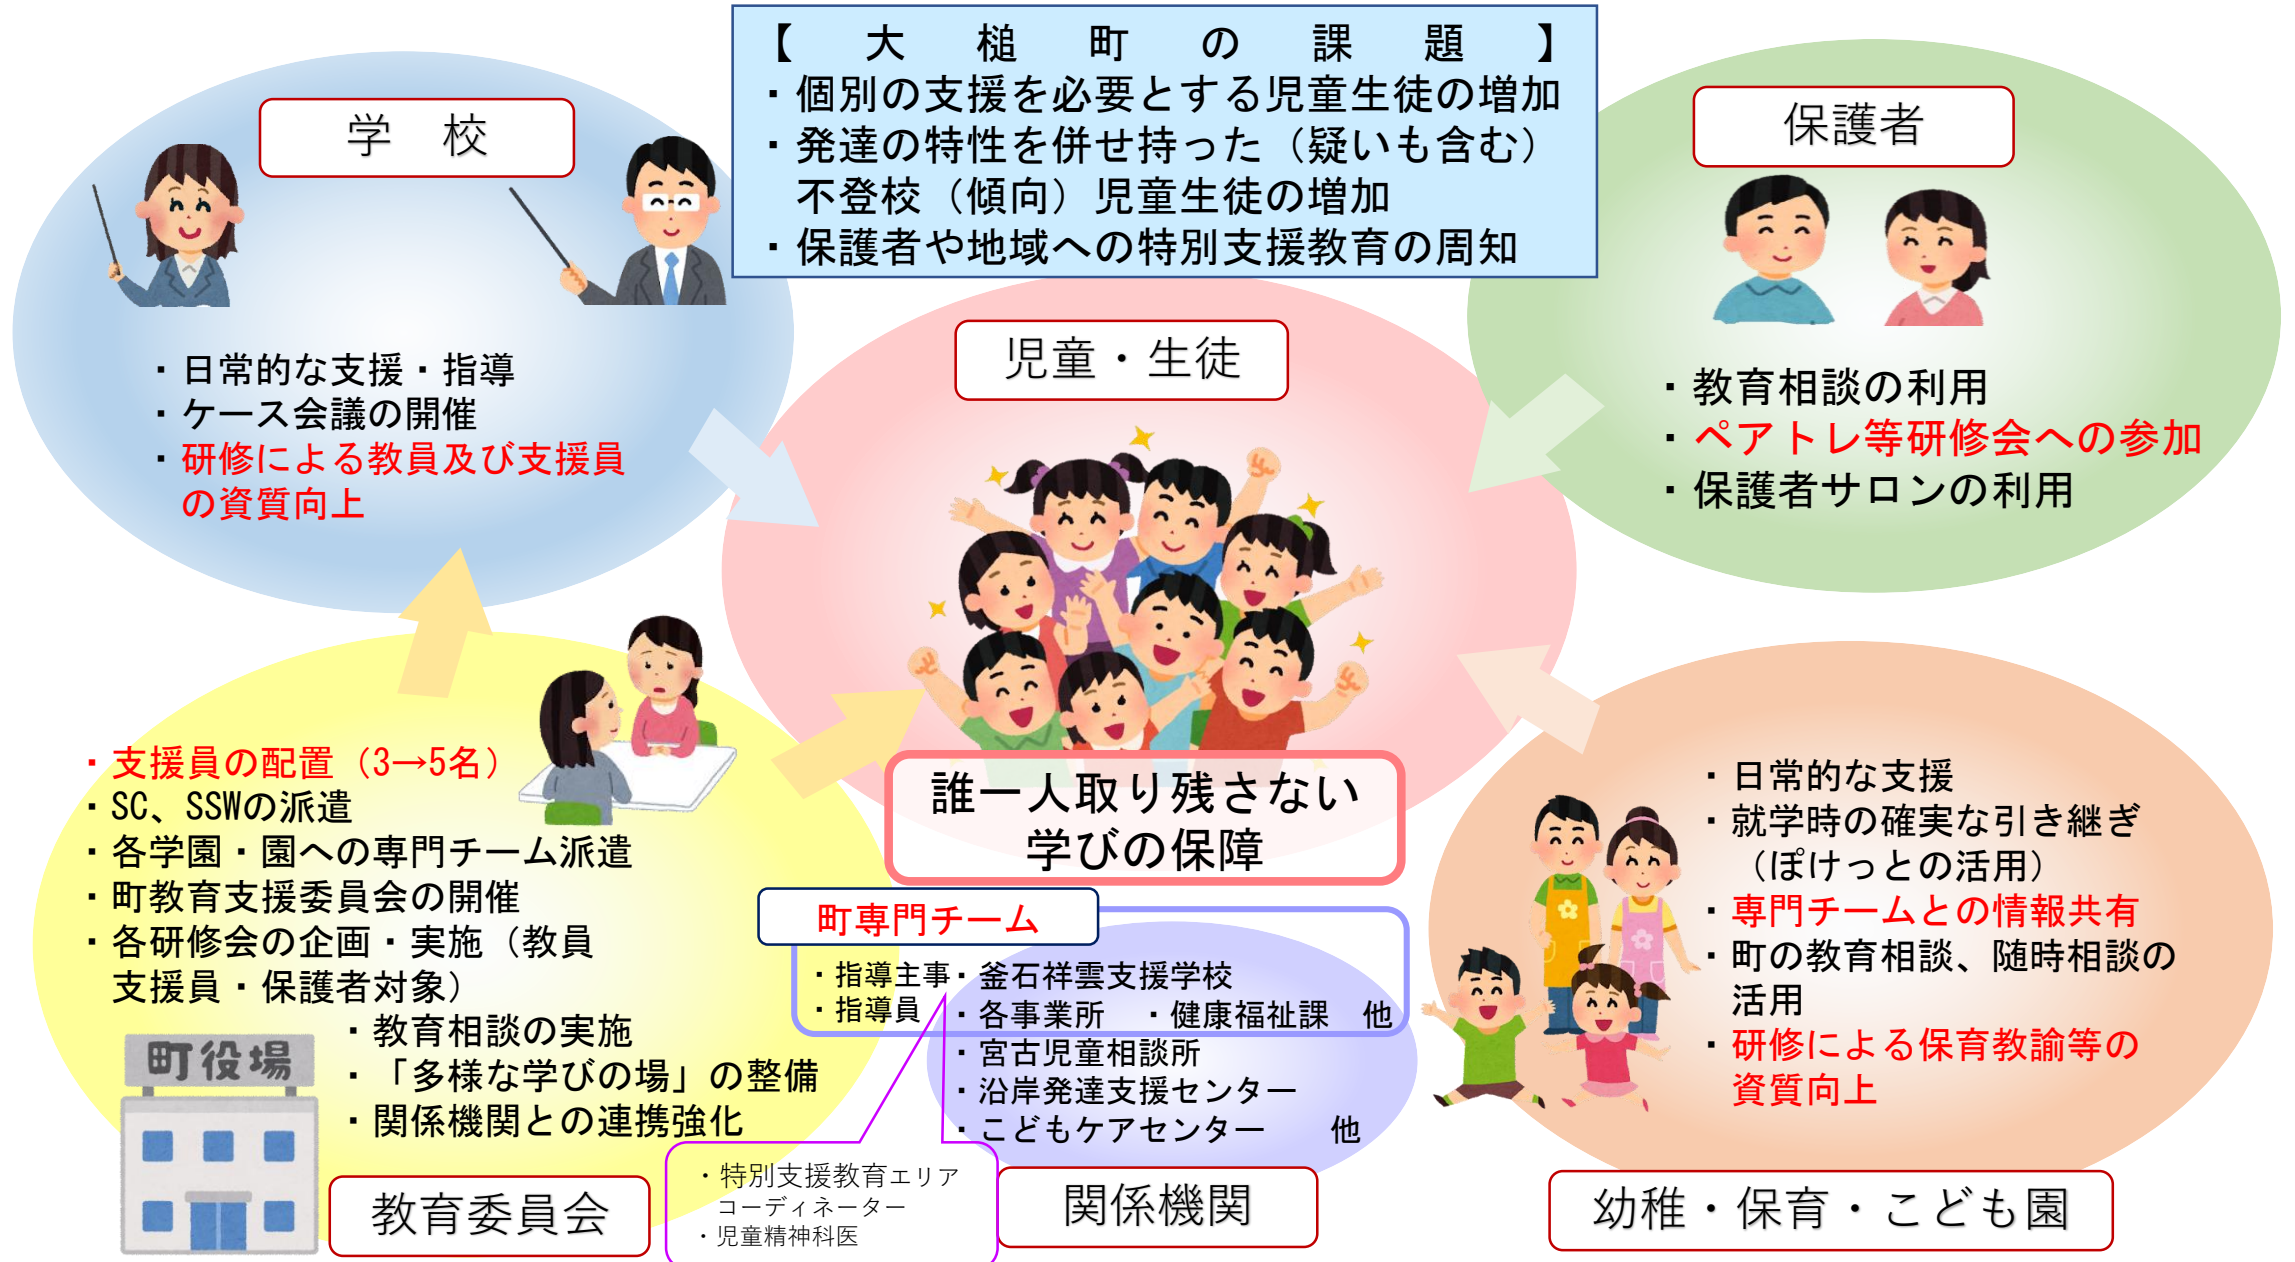 【大槌町の課題】
・個別の支援を必要とする児童生徒の増加
・発達の特性を併せ持った（疑いも含む）
不登校（傾向）児童生徒の増加
・保護者や地域への特別支援教育の周知
学　校
・日常的な支援・指導
・ケース会議の開催
・研修による教員及び支援員
の資質向上
保護者
・教育相談の利用
・ペアトレ等研修会への参加
・保護者サロンの利用
児童・生徒
誰一人取り残さない
学びの保障
・支援員の配置（3→5名）
・SC、SSWの派遣
・各学園・園への専門チーム派遣
・町教育支援委員会の開催
・各研修会の企画・実施（教員
支援員・保護者対象）
・教育相談の実施
・「多様な学びの場」の整備
・関係機関との連携強化
町役場
教育委員会
町専門チーム
・指導主事
・指導員
・釜石祥雲支援学校
・各事業所　・健康福祉課　他
・宮古児童相談所
・沿岸発達支援センター
・こどもケアセンター　　他
・特別支援教育エリア
コーディネーター
・児童精神科医
関係機関
・日常的な支援
・就学時の確実な引き継ぎ
（ぽけっとの活用）
・専門チームとの情報共有
・町の教育相談、随時相談の
活用
・研修による保育教諭等の
資質向上
幼稚・保育・こども園